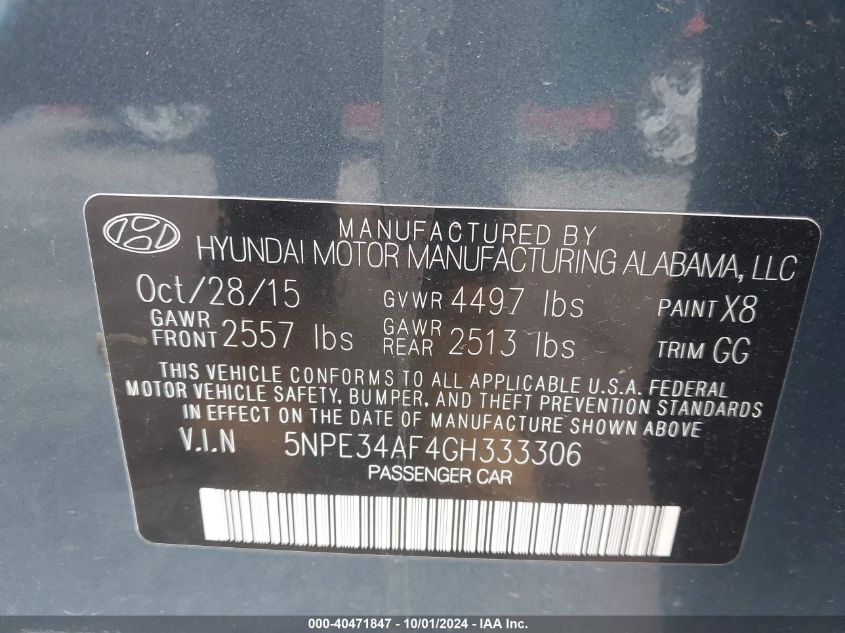 MANUFACTURED BY
HYUNDAI MOTOR MANUFACTURING ALABAMA, LLC
Oct/28/15 GVWR 4497 lbs PAINT X8
GAWR FRONT 2557 lbs GAWR REAR 2513 lbs TRIM GG
THIS VEHICLE CONFORMS TO ALL APPLICABLE U.S.A. FEDERAL
MOTOR VEHICLE SAFETY, BUMPER, AND THEFT PREVENTION STANDARDS
IN EFFECT ON THE DATE OF MANUFACTURE SHOWN ABOVE
V.I.N 5NPE34AF4GH333306
PASSENGER CAR
000-40471847 - 10/01/2024 - IAA Inc.